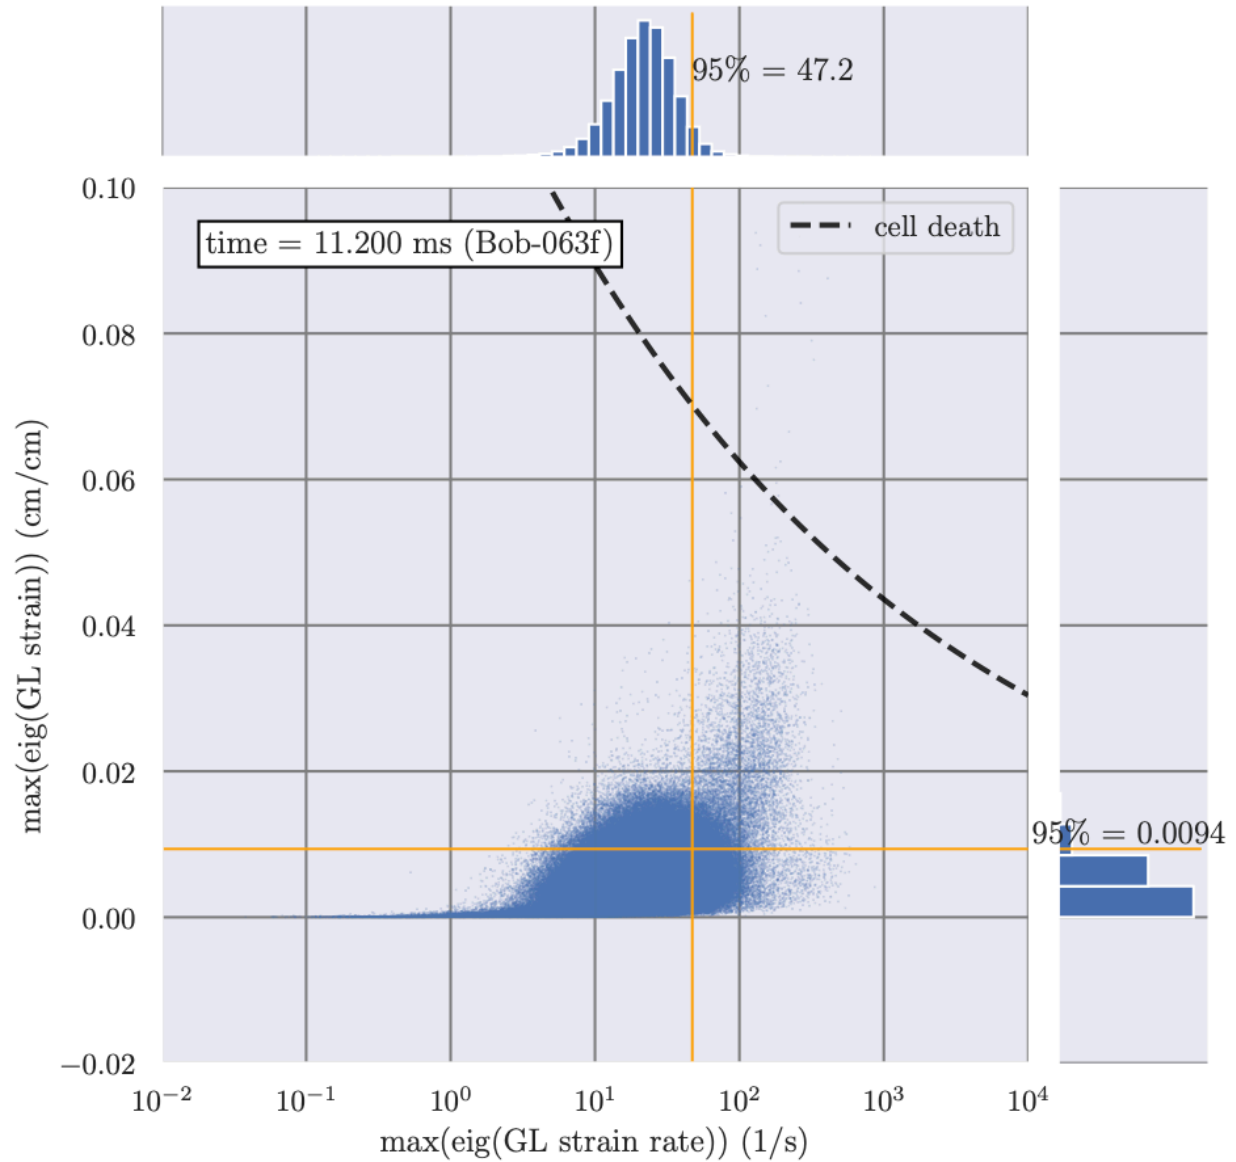 95% = 47.2
0.10
time = 11.200 ms (Bob-063f)
cell death
0.08
0.06
0.04
0.02
0.00
−0.02
max(eig(GL strain)) (cm/cm)
95% = 0.0094
10⁻² 10⁻¹ 10⁰ 10¹ 10² 10³ 10⁴
max(eig(GL strain rate)) (1/s)